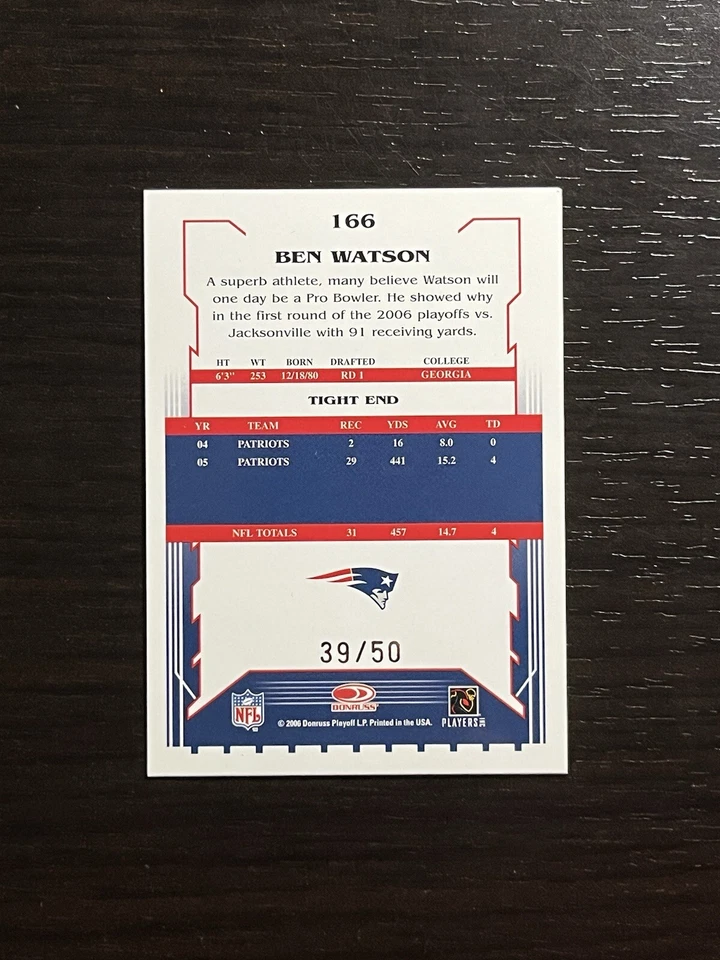 166
BEN WATSON
A superb athlete, many believe Watson will
one day be a Pro Bowler. He showed why
in the first round of the 2006 playoffs vs.
Jacksonville with 91 receiving yards.
HT WT BORN DRAFTED COLLEGE
6'3" 253 12/18/80 RD 1 GEORGIA
TIGHT END
YR TEAM REC YDS AVG TD
04 PATRIOTS 2 16 8.0 0
05 PATRIOTS 29 441 15.2 4
NFL TOTALS 31 457 14.7 4
39/50
NFL
DONRUSS
PLAYERS INC
© 2006 Donruss Playoff L.P. Printed in the USA.